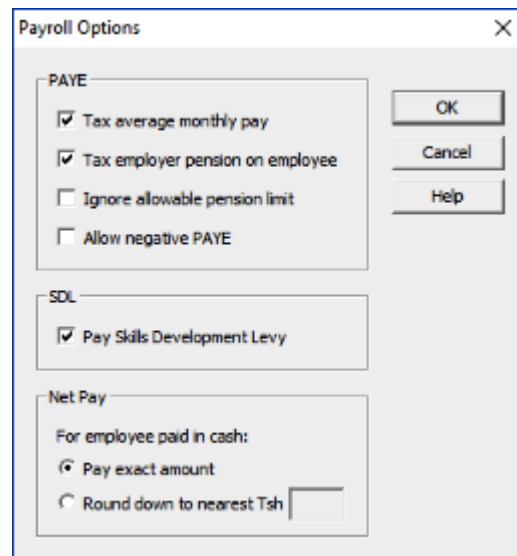 Payroll Options
PAYE
Tax average monthly pay
Tax employer pension on employee
Ignore allowable pension limit
Allow negative PAYE
OK
Cancel
Help
SDL
Pay Skills Development Levy
Net Pay
For employee paid in cash:
Pay exact amount
Round down to nearest Tsh